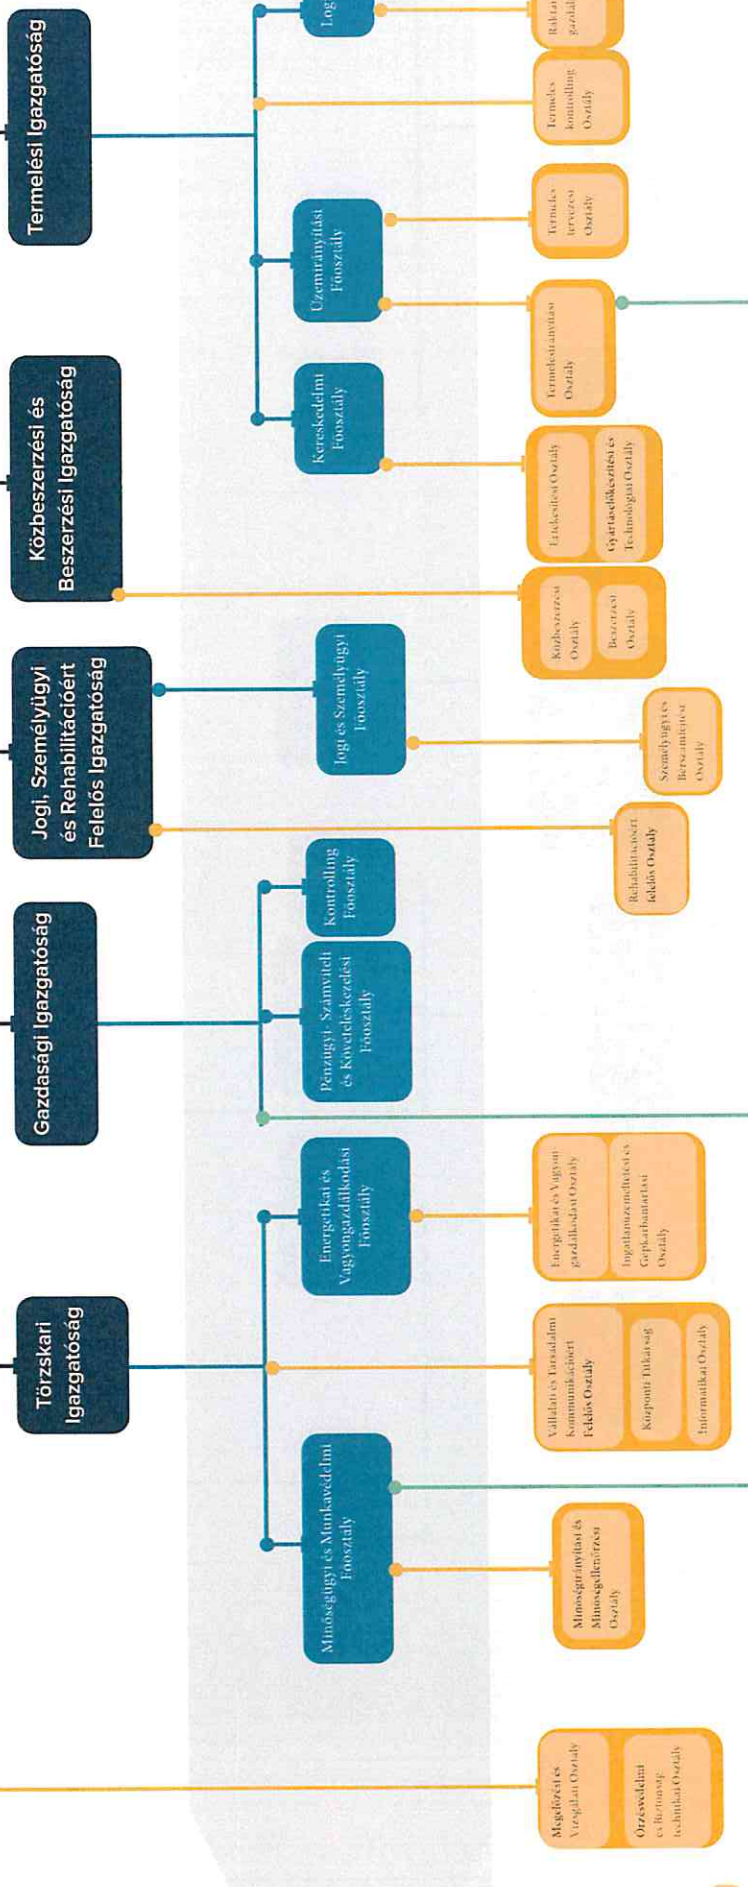 Törzskari
Igazgatóság
Gazdasági Igazgatóság
Jogi, Személyügyi
és Rehabilitációért
Felelős Igazgatóság
Közbeszerzési és
Beszerzési Igazgatóság
Termelési Igazgatóság
Minőségügyi és Munkavédelmi
Főosztály
Energetikai és
Vagyongazdálkodási
Főosztály
Pénzügyi- Számviteli
és Követeléskezelési
Főosztály
Kontrolling
Főosztály
Jogi és Személyügyi
Főosztály
Kereskedelmi
Főosztály
Üzemirányítási
Főosztály
Log
Megelőzési és
Vizsgálati Osztály
Őrzésvédelmi
és Biztonság
technikai Osztály
Minőségirányítási és
Minőségellenőrzési
Osztály
Vállalati és Társadalmi
Kommunikációért
Felelős Osztály
Központi Titkárság
Informatikai Osztály
Energetikai és Vagyon-
gazdálkodási Osztály
Ingatlanüzemeltetési és
Gépkarbantartási
Osztály
Rehabilitációért
felelős Osztály
Személyügyi és
Bérszámfejtési
Osztály
Közbeszerzési
Osztály
Beszerzési
Osztály
Értékesítési Osztály
Gyártáselőkészítési és
Technológiai Osztály
Termelésirányítási
Osztály
Termelés
tervezési
Osztály
Termelés
kontrolling
Osztály
Raktár
gazdál